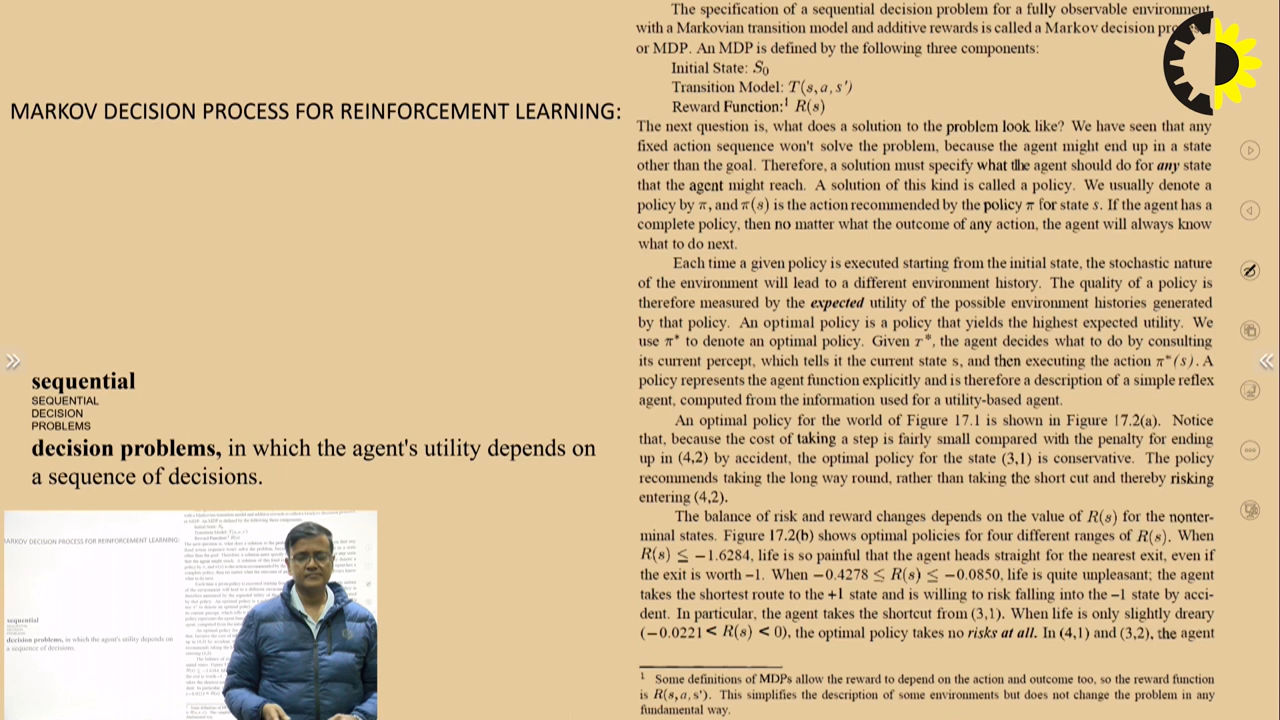 MARKOV DECISION PROCESS FOR REINFORCEMENT LEARNING:
sequential
SEQUENTIAL
DECISION
PROBLEMS
decision problems, in which the agent's utility depends on
a sequence of decisions.
The specification of a sequential decision problem for a fully observable environment
with a Markovian transition model and additive rewards is called a Markov decision
or MDP. An MDP is defined by the following three components:
Initial State: S0
Transition Model: T(s, a, s')
Reward Function:1 R(s)
The next question is, what does a solution to the problem look like? We have seen that any
fixed action sequence won't solve the problem, because the agent might end up in a state
other than the goal. Therefore, a solution must specify what tlhe agent should do for any state
that the agent might reach. A solution of this kind is called a policy. We usually denote a
policy by π, and π(s) is the action recommended by the policy π for state s. If the agent has a
complete policy, then no matter what the outcome of any action, the agent will always know
what to do next.
Each time a given policy is executed starting from the initial state, the stochastic nature
of the environment will lead to a different environment history. The quality of a policy is
therefore measured by the expected utility of the possible environment histories generated
by that policy. An optimal policy is a policy that yields the highest expected utility. We
use π* to denote an optimal policy. Given π*, the agent decides what to do by consulting
its current percept, which tells it the current state s, and then executing the action π*(s). A
policy represents the agent function explicitly and is therefore a description of a simple reflex
agent, computed from the information used for a utility-based agent.
An optimal policy for the world of Figure 17.1 is shown in Figure 17.2(a). Notice
that, because the cost of taking a step is fairly small compared with the penalty for ending
up in (4,2) by accident, the optimal policy for the state (3,1) is conservative. The policy
recommends taking the long way round, rather than taking the short cut and thereby risking
entering (4,2).
The balance of risk and reward changes depending on the value of R(s) for the nonter-
minal states. Figure 17.2(b) shows optimal policies for four different ranges of R(s). When
R(s) ≤ -1.6284, life is so painful that the agent heads straight for the nearest exit, even if
the exit is worth -1. When -0.4278 ≤ R(s) ≤ -0.0850, life is quite unpleasant; the agent
takes the shortest route to the +1 state and is willing to risk falling into the -1 state by acci-
dent. In particular, the agent takes the shortcut from (3,1). When life is only slightly dreary
(-0.0221 < R(s) < 0), the optimal policy takes no risks at all. In (4,1) and (3,2), the agent
Some definitions of MDPs allow the reward to depend on the action and outcome too, so the reward function
R(s, a, s'). This simplifies the description of some environments but does not change the problem in any
fundamental way.